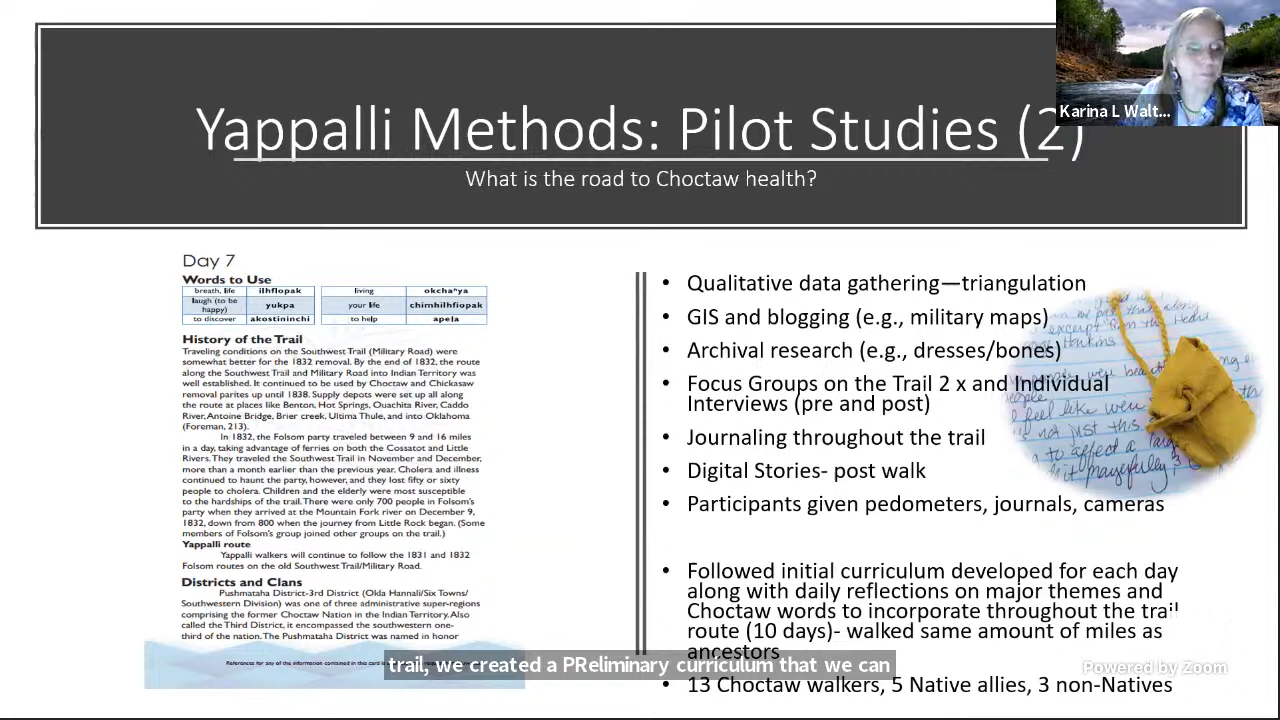 Yappalli Methods: Pilot Studies (2)
What is the road to Choctaw health?
Karina L Walt...
Day 7
Words to Use
breath, life ilhfiopak living okchaⁿya
laugh (to be happy) yukpa your life chimhilhfiopak
to discover akostininchi to help apela
History of the Trail
Traveling conditions on the Southwest Trail (Military Road) were
somewhat better for the 1832 removal. By the end of 1832, the route
along the Southwest Trail and Military Road into Indian Territory was
well established. It continued to be used by Choctaw and Chickasaw
removal parites up until 1838. Supply depots were set up all along
the route at places like Benton, Hot Springs, Ouachita River, Caddo
River, Antoine Bridge, Brier creek, Ultima Thule, and into Oklahoma
(Foreman, 213).
In 1832, the Folsom party traveled between 9 and 16 miles
in a day, taking advantage of ferries on both the Cossatot and Little
Rivers. They traveled the Southwest Trail in November and December,
more than a month earlier than the previous year. Cholera and illness
continued to haunt the party, however, and they lost fifty or sixty
people to cholera. Children and the elderly were most susceptible
to the hardships of the trail. There were only 700 people in Folsom's
party when they arrived at the Mountain Fork river on December 9,
1832, down from 800 when the journey from Little Rock began. (Some
members of Folsom's group joined other groups on the trail.)
Yappalli route
Yappalli walkers will continue to follow the 1831 and 1832
Folsom routes on the old Southwest Trail/Military Road.
Districts and Clans
Pushmataha District-3rd District (Okla Hannali/Six Towns/
Southwestern Division) was one of three administrative super-regions
comprising the former Choctaw Nation in the Indian Territory. Also
called the Third District, it encompassed the southwestern one-
third of the nation. The Pushmataha District was named in honor
References for any of the information contained in this card
• Qualitative data gathering—triangulation
• GIS and blogging (e.g., military maps)
• Archival research (e.g., dresses/bones)
• Focus Groups on the Trail 2 x and Individual
Interviews (pre and post)
• Journaling throughout the trail
• Digital Stories- post walk
• Participants given pedometers, journals, cameras
• Followed initial curriculum developed for each day
along with daily reflections on major themes and
Choctaw words to incorporate throughout the trail
route (10 days)- walked same amount of miles as
ancestors
• 13 Choctaw walkers, 5 Native allies, 3 non-Natives
trail, we created a PReliminary curriculum that we can
Powered by Zoom